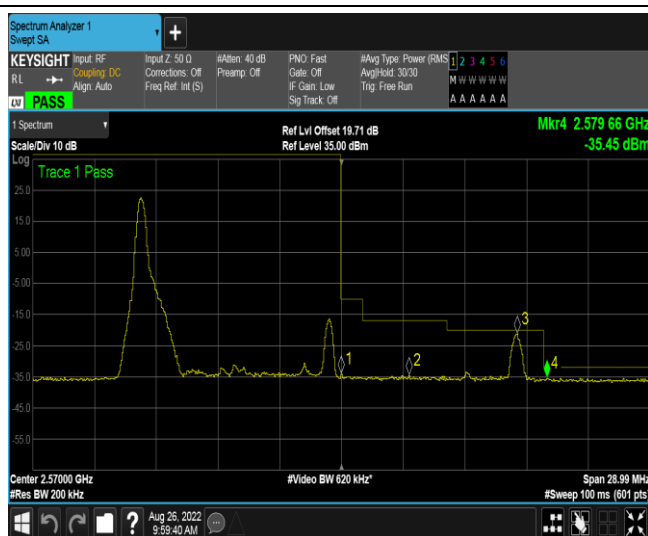 Spectrum Analyzer 1
Swept SA
KEYSIGHT
RL
LXI
PASS
Input: RF
Coupling: DC
Align: Auto
Input Z: 50 Ω
Corrections: Off
Freq Ref: Int (S)
#Atten: 40 dB
Preamp: Off
PNO: Fast
Gate: Off
IF Gain: Low
Sig Track: Off
#Avg Type: Power (RMS
Avg|Hold: 30/30
Trig: Free Run
1 2 3 4 5 6
M W W W W W
A A A A A A
1 Spectrum
Scale/Div 10 dB
Ref Lvl Offset 19.71 dB
Ref Level 35.00 dBm
Mkr4 2.579 66 GHz
-35.45 dBm
Log
Trace 1 Pass
25.0
15.0
5.00
-5.00
-15.0
-25.0
-35.0
-45.0
-55.0
1
2
3
4
Center 2.57000 GHz
#Res BW 200 kHz
#Video BW 620 kHz*
Span 28.99 MHz
#Sweep 100 ms (601 pts)
?
Aug 26, 2022
9:59:40 AM